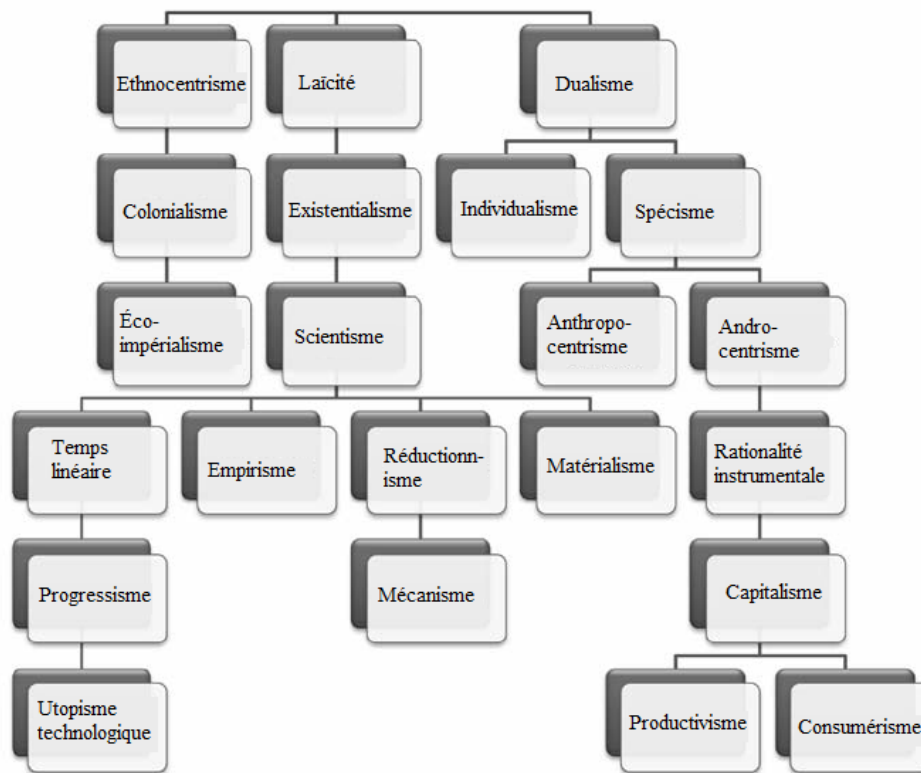 Ethnocentrisme
Laïcité
Dualisme
Colonialisme
Existentialisme
Individualisme
Spécisme
Éco-
impérialisme
Scientisme
Anthropo-
centrisme
Andro-
centrisme
Temps
linéaire
Empirisme
Réductionn-
isme
Matérialisme
Rationalité
instrumentale
Progressisme
Mécanisme
Capitalisme
Utopisme
technologique
Productivisme
Consumérisme